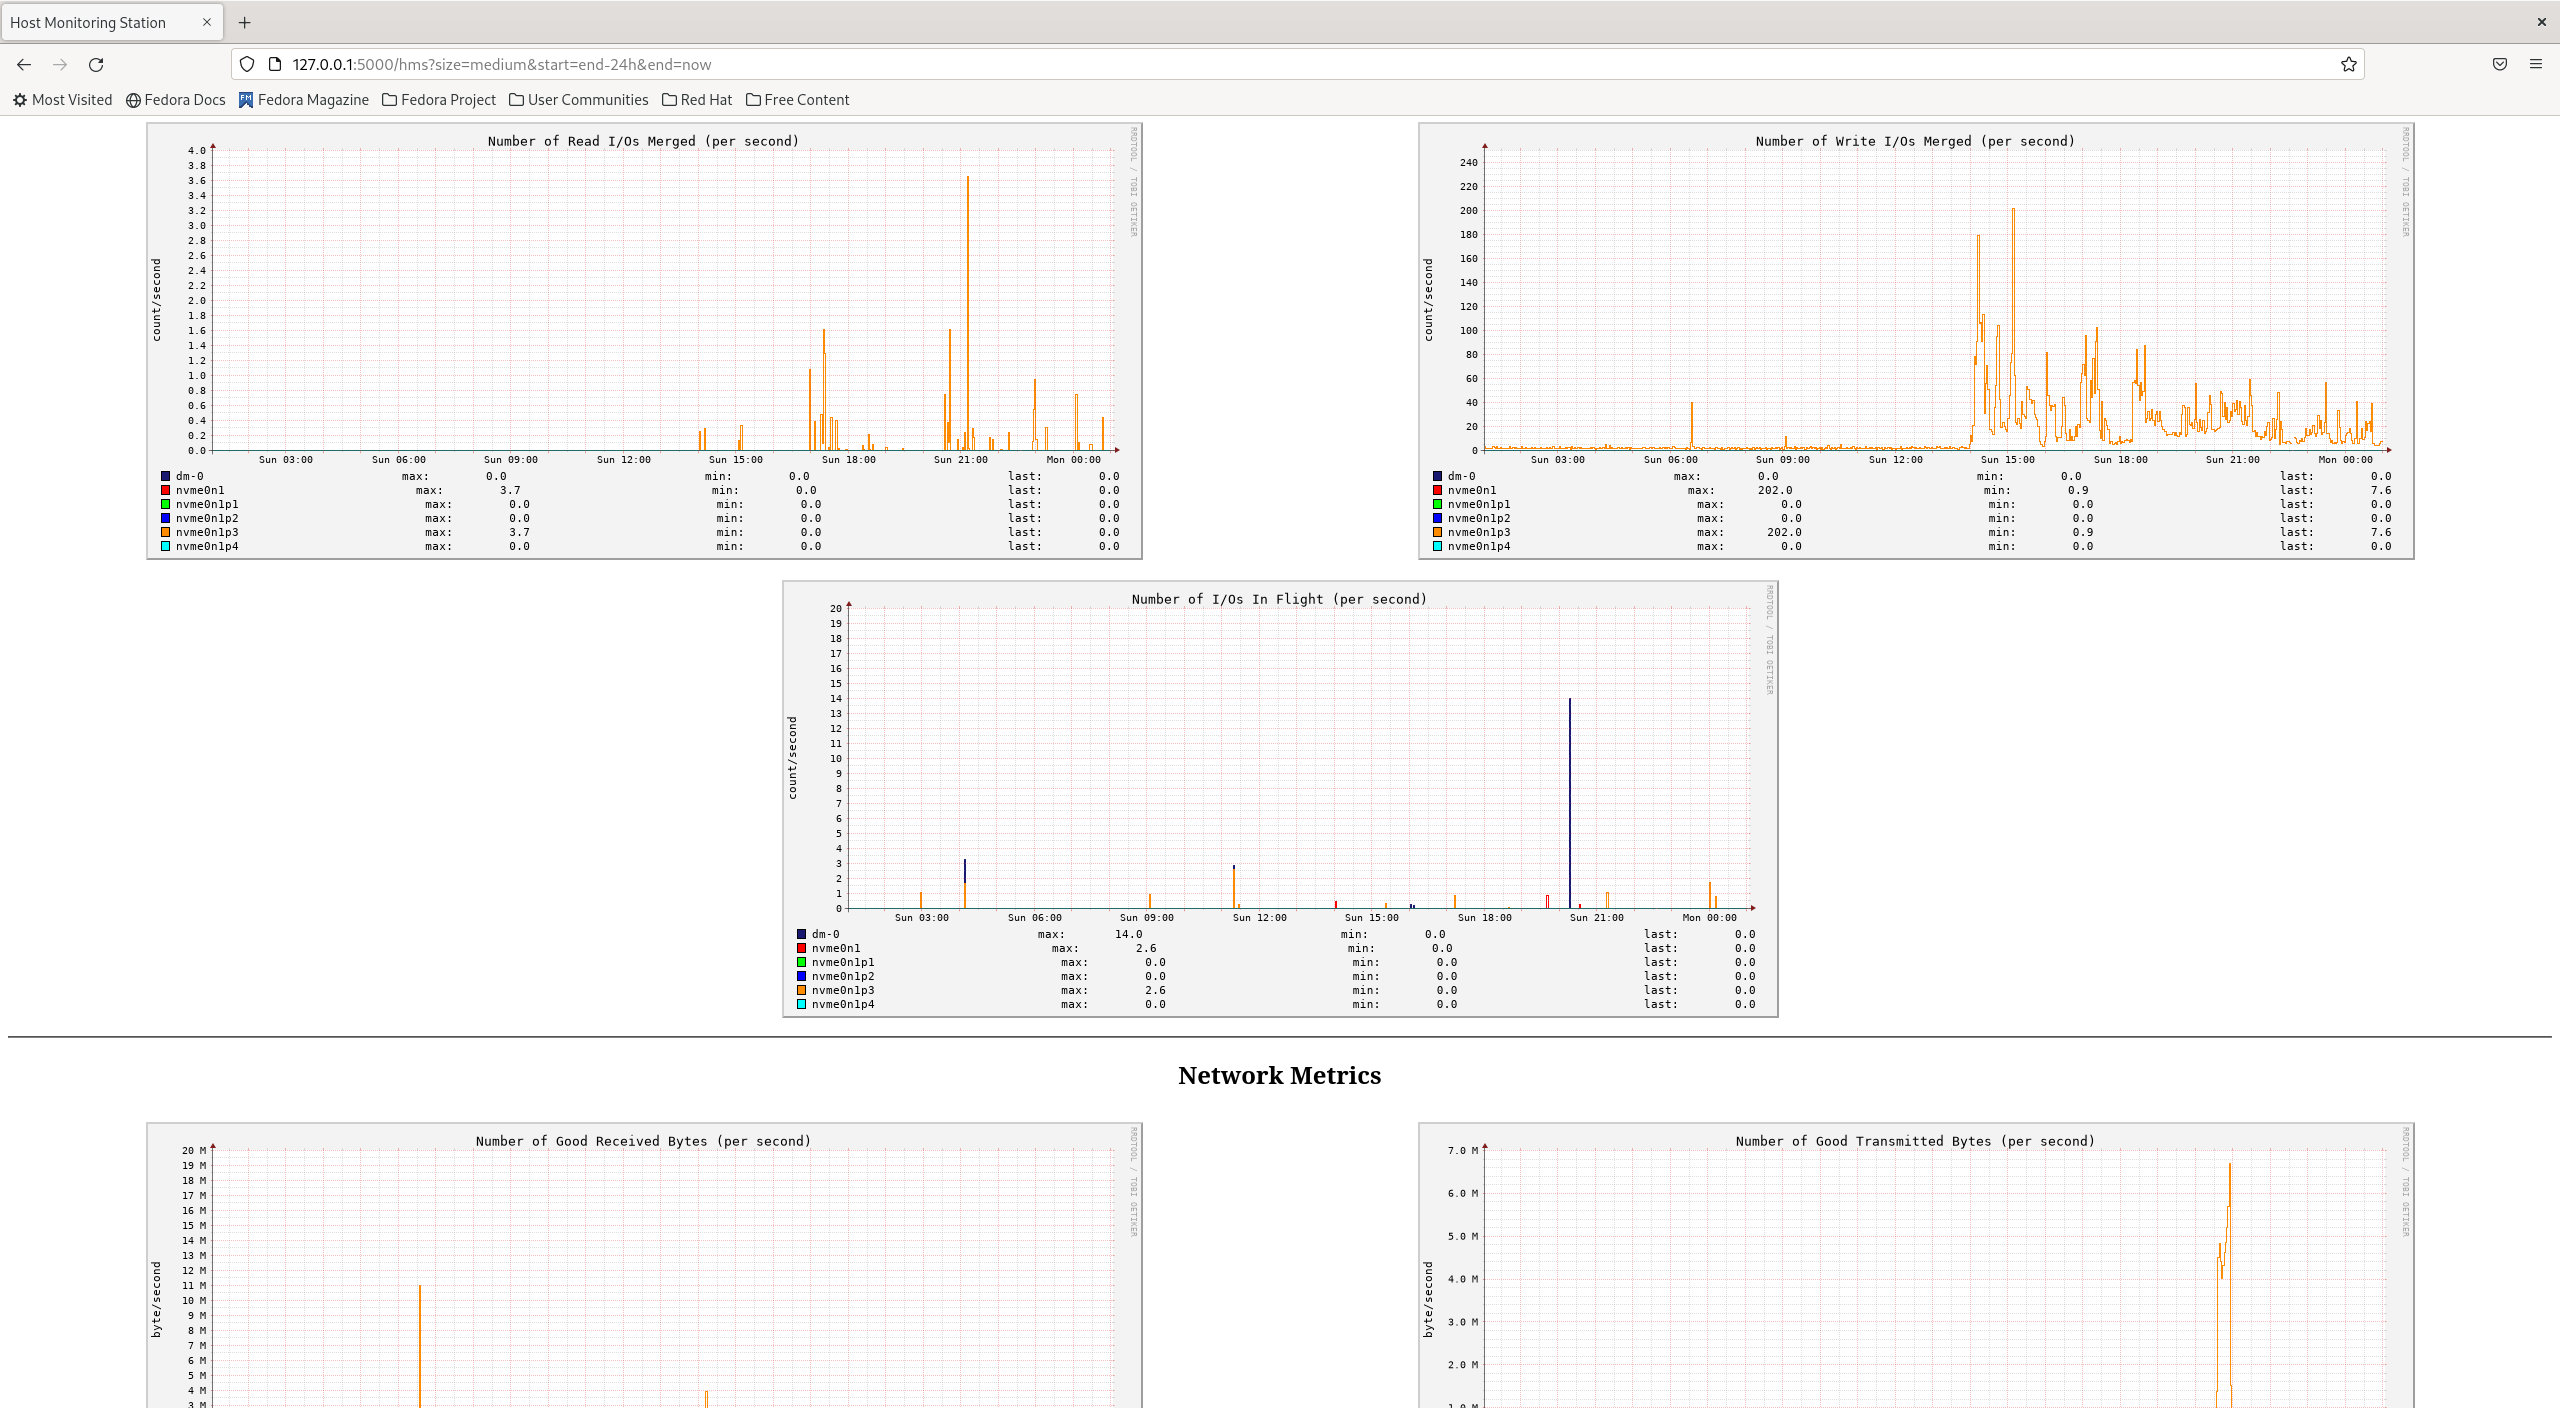 Host Monitoring Station
127.0.0.1:5000/hms?size=medium&start=end-24h&end=now
Most Visited Fedora Docs Fedora Magazine Fedora Project User Communities Red Hat Free Content
Number of Read I/Os Merged (per second)
RRDTOOL / TOBI OETIKER
count/second
4.0
3.8
3.6
3.4
3.2
3.0
2.8
2.6
2.4
2.2
2.0
1.8
1.6
1.4
1.2
1.0
0.8
0.6
0.4
0.2
0.0
Sun 03:00 Sun 06:00 Sun 09:00 Sun 12:00 Sun 15:00 Sun 18:00 Sun 21:00 Mon 00:00
dm-0 max: 0.0 min: 0.0 last: 0.0
nvme0n1 max: 3.7 min: 0.0 last: 0.0
nvme0n1p1 max: 0.0 min: 0.0 last: 0.0
nvme0n1p2 max: 0.0 min: 0.0 last: 0.0
nvme0n1p3 max: 3.7 min: 0.0 last: 0.0
nvme0n1p4 max: 0.0 min: 0.0 last: 0.0
Number of Write I/Os Merged (per second)
RRDTOOL / TOBI OETIKER
count/second
240
220
200
180
160
140
120
100
80
60
40
20
0
Sun 03:00 Sun 06:00 Sun 09:00 Sun 12:00 Sun 15:00 Sun 18:00 Sun 21:00 Mon 00:00
dm-0 max: 0.0 min: 0.0 last: 0.0
nvme0n1 max: 202.0 min: 0.9 last: 7.6
nvme0n1p1 max: 0.0 min: 0.0 last: 0.0
nvme0n1p2 max: 0.0 min: 0.0 last: 0.0
nvme0n1p3 max: 202.0 min: 0.9 last: 7.6
nvme0n1p4 max: 0.0 min: 0.0 last: 0.0
Number of I/Os In Flight (per second)
RRDTOOL / TOBI OETIKER
count/second
20
19
18
17
16
15
14
13
12
11
10
9
8
7
6
5
4
3
2
1
0
Sun 03:00 Sun 06:00 Sun 09:00 Sun 12:00 Sun 15:00 Sun 18:00 Sun 21:00 Mon 00:00
dm-0 max: 14.0 min: 0.0 last: 0.0
nvme0n1 max: 2.6 min: 0.0 last: 0.0
nvme0n1p1 max: 0.0 min: 0.0 last: 0.0
nvme0n1p2 max: 0.0 min: 0.0 last: 0.0
nvme0n1p3 max: 2.6 min: 0.0 last: 0.0
nvme0n1p4 max: 0.0 min: 0.0 last: 0.0
Network Metrics
Number of Good Received Bytes (per second)
RRDTOOL / TOBI OETIKER
byte/second
20 M
19 M
18 M
17 M
16 M
15 M
14 M
13 M
12 M
11 M
10 M
9 M
8 M
7 M
6 M
5 M
4 M
3 M
Number of Good Transmitted Bytes (per second)
RRDTOOL / TOBI OETIKER
byte/second
7.0 M
6.0 M
5.0 M
4.0 M
3.0 M
2.0 M
1.0 M